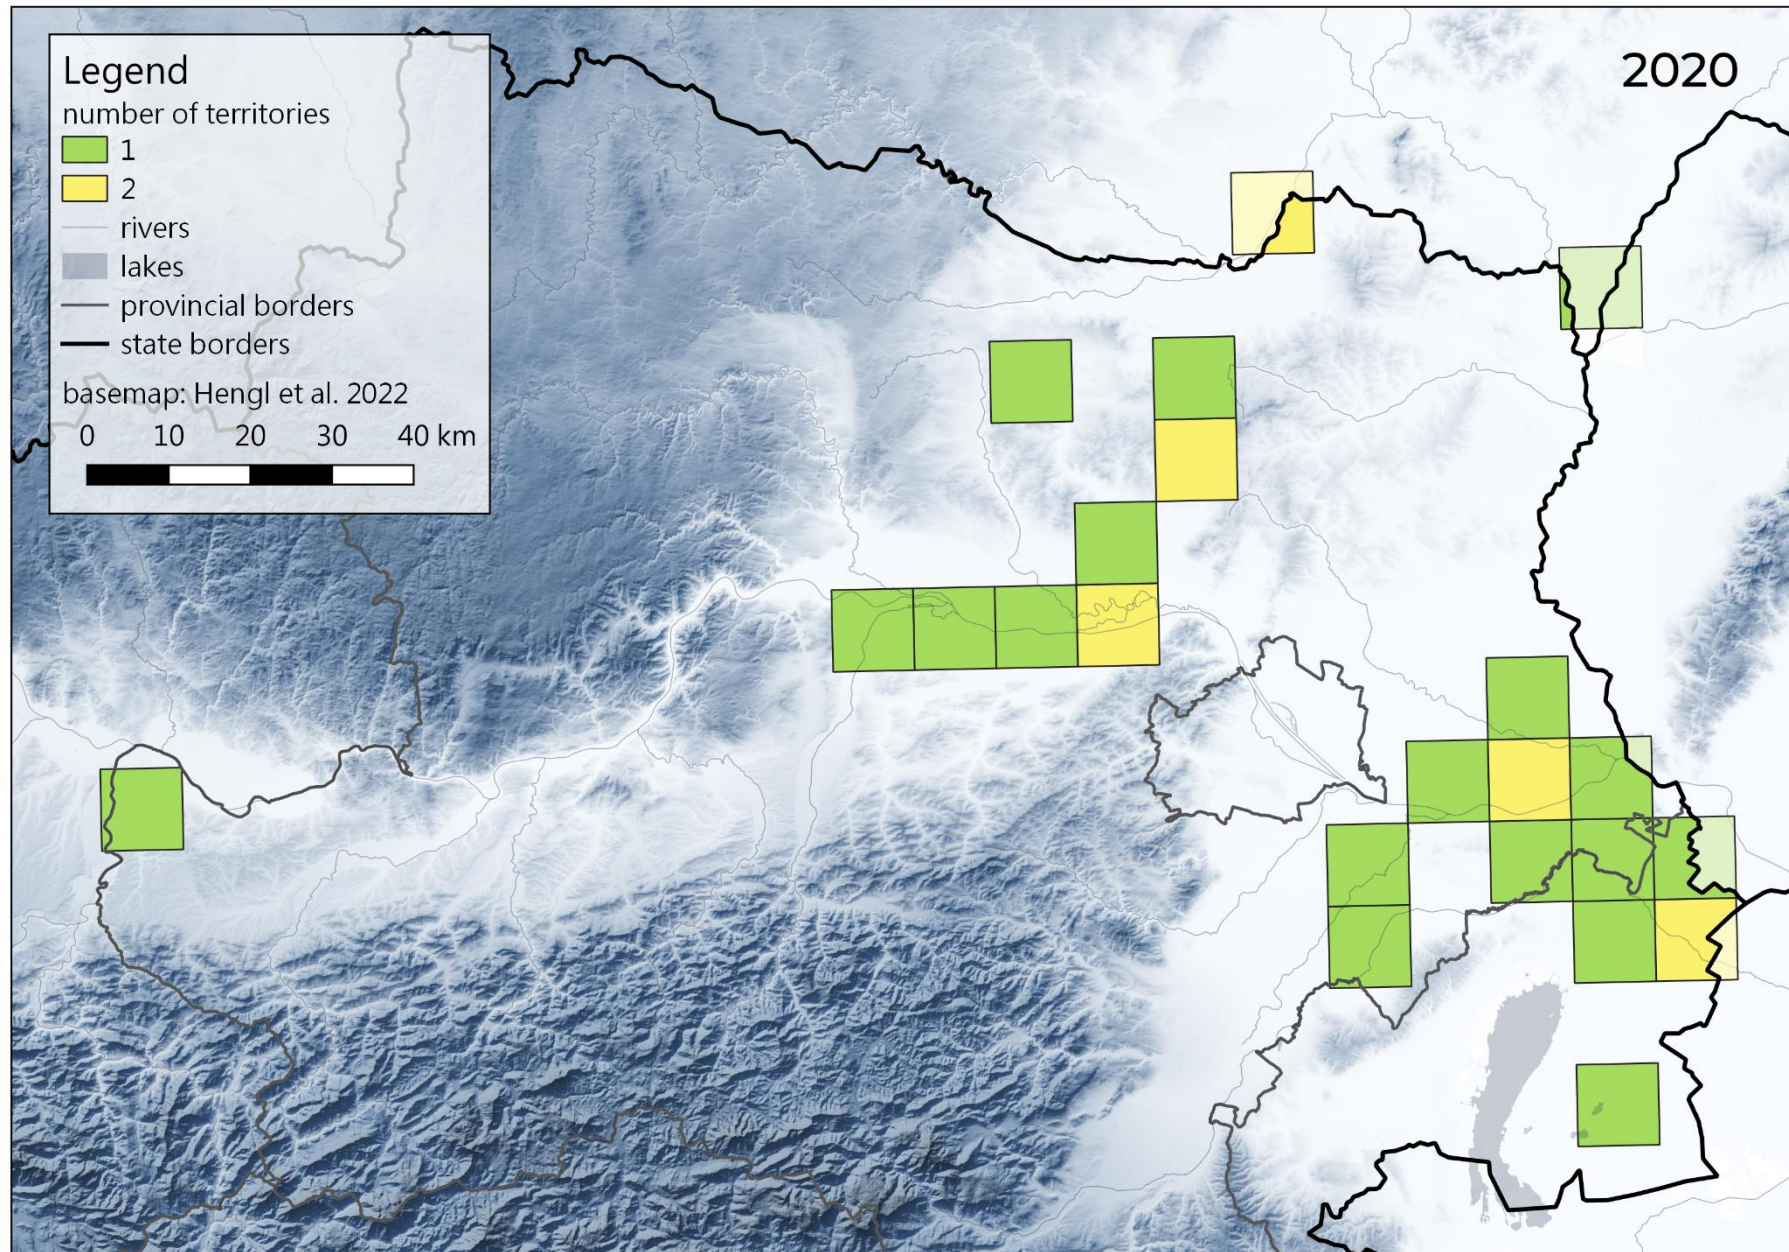 2020
Legend
number of territories
1
2
rivers
lakes
provincial borders
state borders
basemap: Hengl et al. 2022
0 10 20 30 40 km